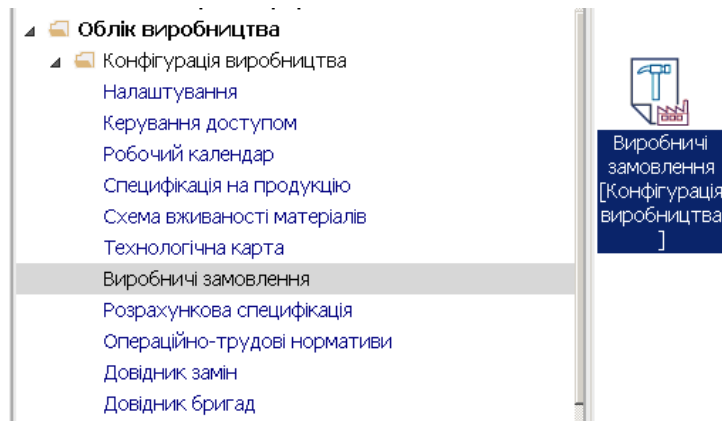 Облік виробництва
Конфігурація виробництва
Налаштування
Керування доступом
Робочий календар
Специфікація на продукцію
Схема вживаності матеріалів
Технологічна карта
Виробничі замовлення
Розрахункова специфікація
Операційно-трудові нормативи
Довідник замін
Довідник бригад
Виробничі
замовлення
[Конфігурація
виробництва
]